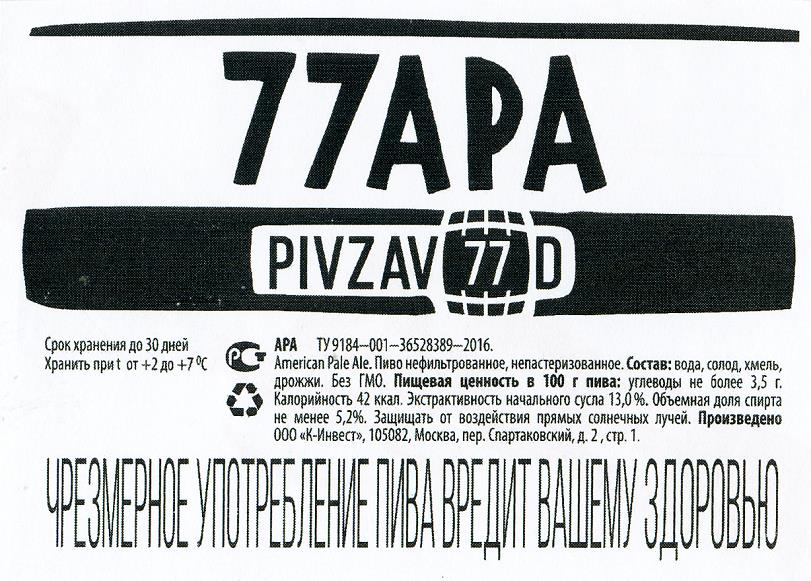 77APA
PIVZAV77D
Срок хранения до 30 дней
Хранить при t от +2 до +7 ⁰С
АРА ТУ 9184–001–36528389–2016.
American Pale Ale. Пиво нефильтрованное, непастеризованное. Состав: вода, солод, хмель,
дрожжи. Без ГМО. Пищевая ценность в 100 г пива: углеводы не более 3,5 г.
Калорийность 42 ккал. Экстрактивность начального сусла 13,0%. Объемная доля спирта
не менее 5,2%. Защищать от воздействия прямых солнечных лучей. Произведено
ООО «К-Инвест», 105082, Москва, пер. Спартаковский, д. 2 , стр. 1.
ЧРЕЗМЕРНОЕ УПОТРЕБЛЕНИЕ ПИВА ВРЕДИТ ВАШЕМУ ЗДОРОВЬЮ